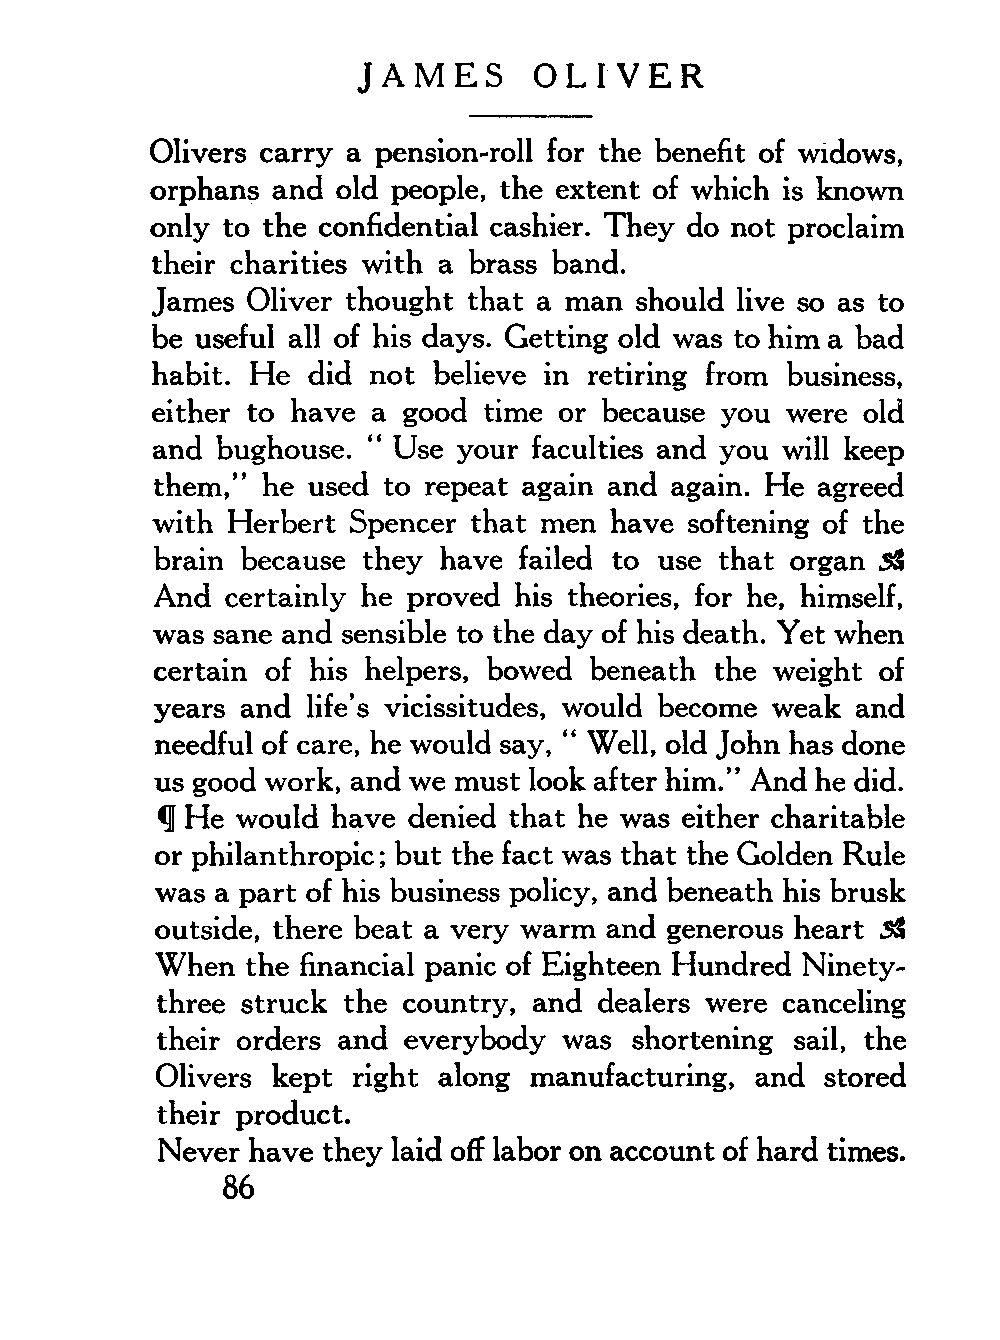 JAMES OLIVER
Olivers carry a pension-roll for the benefit of widows,
orphans and old people, the extent of which is known
only to the confidential cashier. They do not proclaim
their charities with a brass band.
James Oliver thought that a man should live so as to
be useful all of his days. Getting old was to him a bad
habit. He did not believe in retiring from business,
either to have a good time or because you were old
and bughouse. “ Use your faculties and you will keep
them,” he used to repeat again and again. He agreed
with Herbert Spencer that men have softening of the
brain because they have failed to use that organ
And certainly he proved his theories, for he, himself,
was sane and sensible to the day of his death. Yet when
certain of his helpers, bowed beneath the weight of
years and life’s vicissitudes, would become weak and
needful of care, he would say, “ Well, old John has done
us good work, and we must look after him.” And he did.
¶ He would have denied that he was either charitable
or philanthropic; but the fact was that the Golden Rule
was a part of his business policy, and beneath his brusk
outside, there beat a very warm and generous heart
When the financial panic of Eighteen Hundred Ninety-
three struck the country, and dealers were canceling
their orders and everybody was shortening sail, the
Olivers kept right along manufacturing, and stored
their product.
Never have they laid off labor on account of hard times.
86